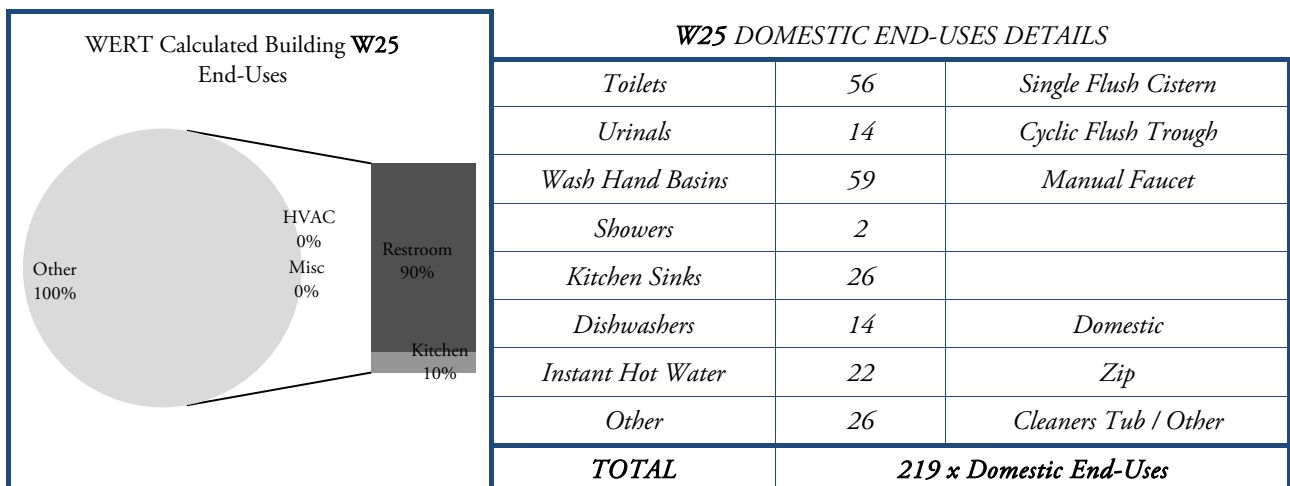 WERT Calculated Building W25
End-Uses
HVAC
0%
Misc
0%
Other
100%
Restroom
90%
Kitchen
10%
W25 DOMESTIC END-USES DETAILS
Toilets 56 Single Flush Cistern
Urinals 14 Cyclic Flush Trough
Wash Hand Basins 59 Manual Faucet
Showers 2
Kitchen Sinks 26
Dishwashers 14 Domestic
Instant Hot Water 22 Zip
Other 26 Cleaners Tub / Other
TOTAL 219 x Domestic End-Uses